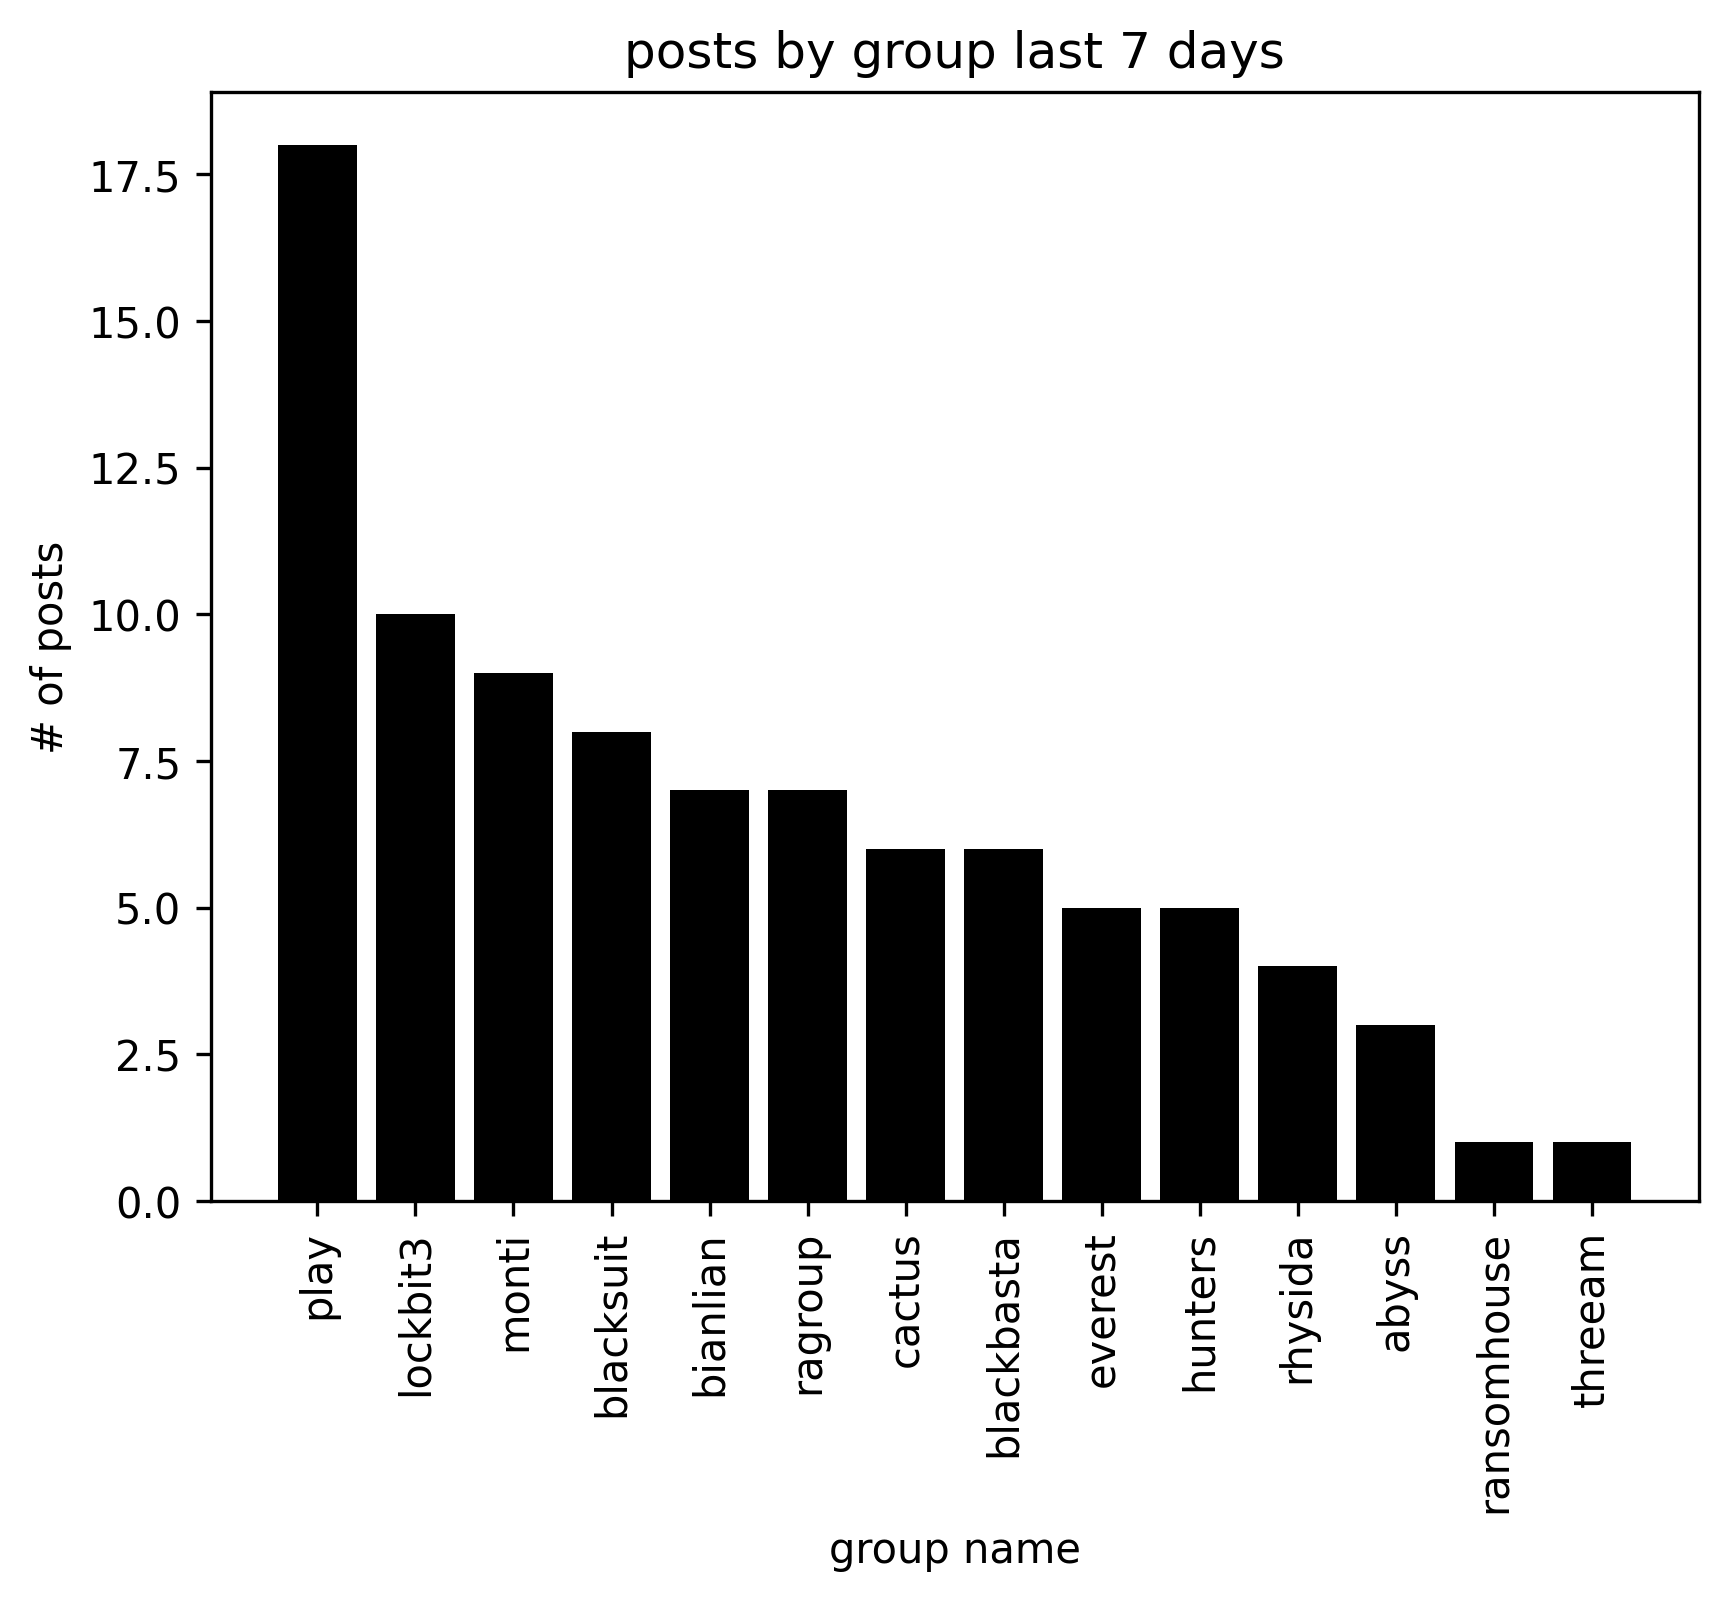 posts by group last 7 days
# of posts
17.5
15.0
12.5
10.0
7.5
5.0
2.5
0.0
play
lockbit3
monti
blacksuit
bianlian
ragroup
cactus
blackbasta
everest
hunters
rhysida
abyss
ransomhouse
threeam
group name